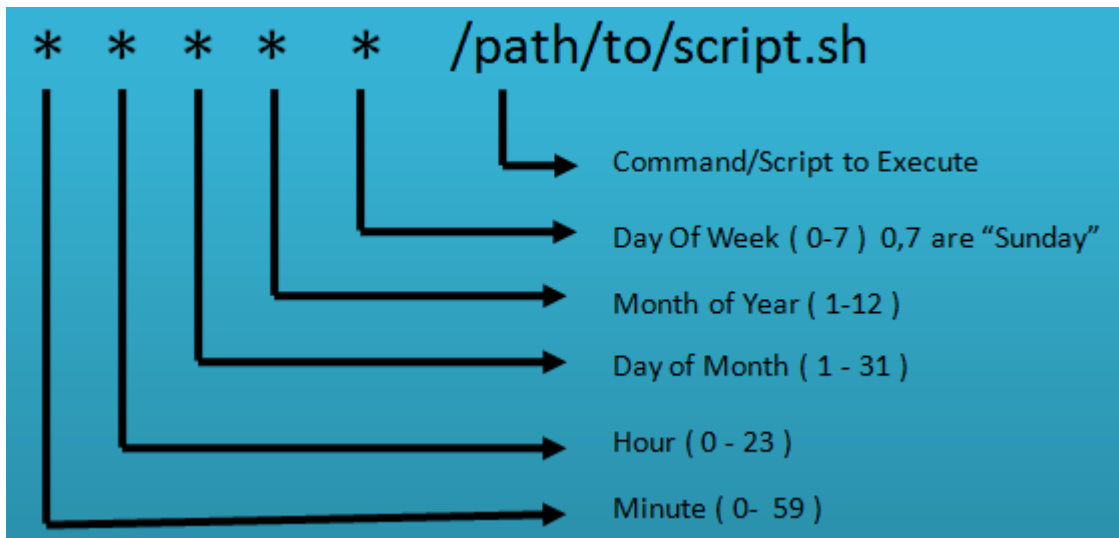 * * * * * /path/to/script.sh
Command/Script to Execute
Day Of Week ( 0-7 ) 0,7 are “Sunday”
Month of Year ( 1-12 )
Day of Month ( 1 - 31 )
Hour ( 0 - 23 )
Minute ( 0- 59 )